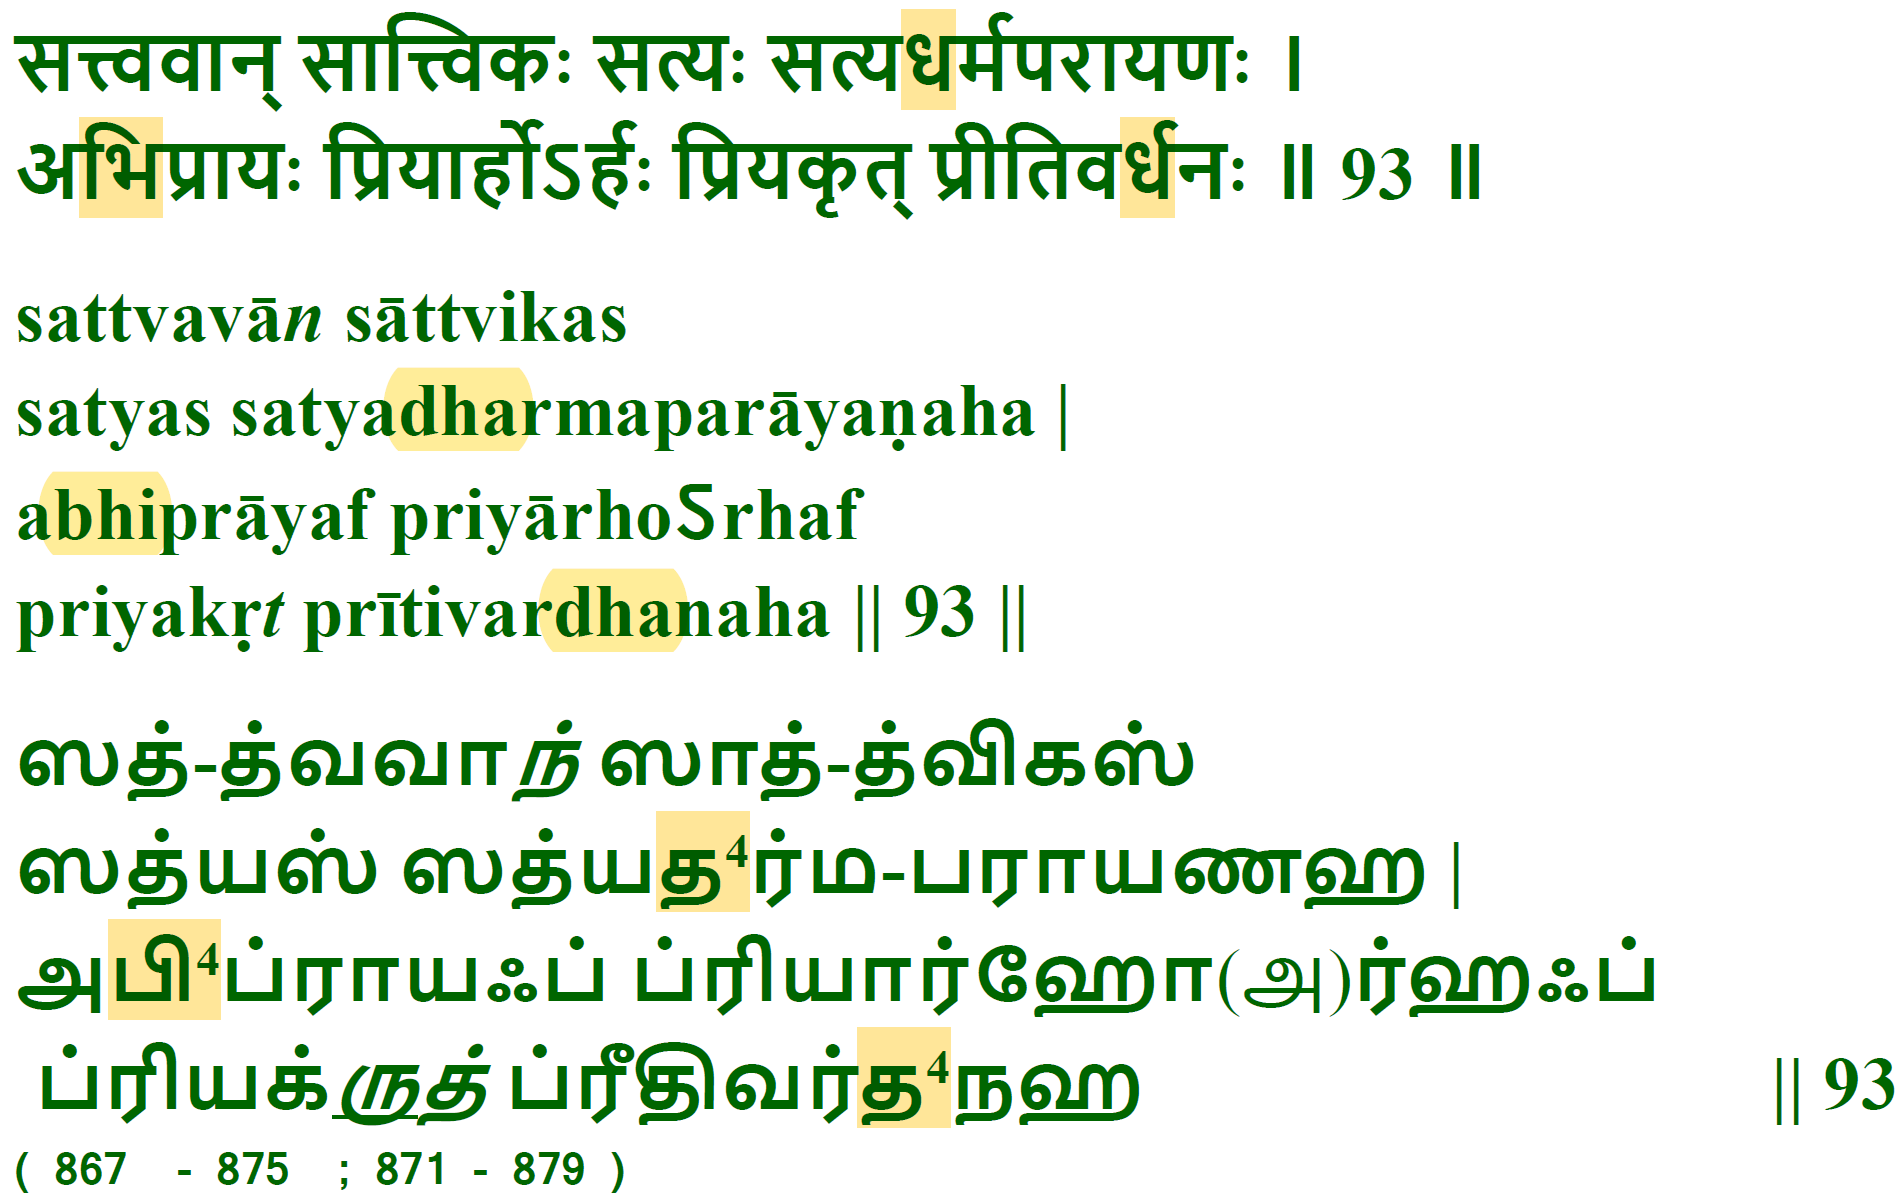 सत्त्ववान् सात्त्विकः सत्यः सत्यधर्मपरायणः ।
अभिप्रायः प्रियार्होऽर्हः प्रियकृत् प्रीतिवर्धनः ॥ 93 ॥
sattvavān sāttvikas
satyas satyadharmaparāyaṇaha |
abhiprāyaf priyārhoऽrhaf
priyakṛt prītivardhanaha || 93 ||
ஸத்-த்வவாந் ஸாத்-த்விகஸ்
ஸத்யஸ் ஸத்யத⁴ர்ம-பராயணஹ |
அபி⁴ப்ராயஃப் ப்ரியார்ஹோ(அ)ர்ஹஃப்
ப்ரியக்ருத் ப்ரீதிவர்த⁴நஹ || 93
( 867 - 875 ; 871 - 879 )